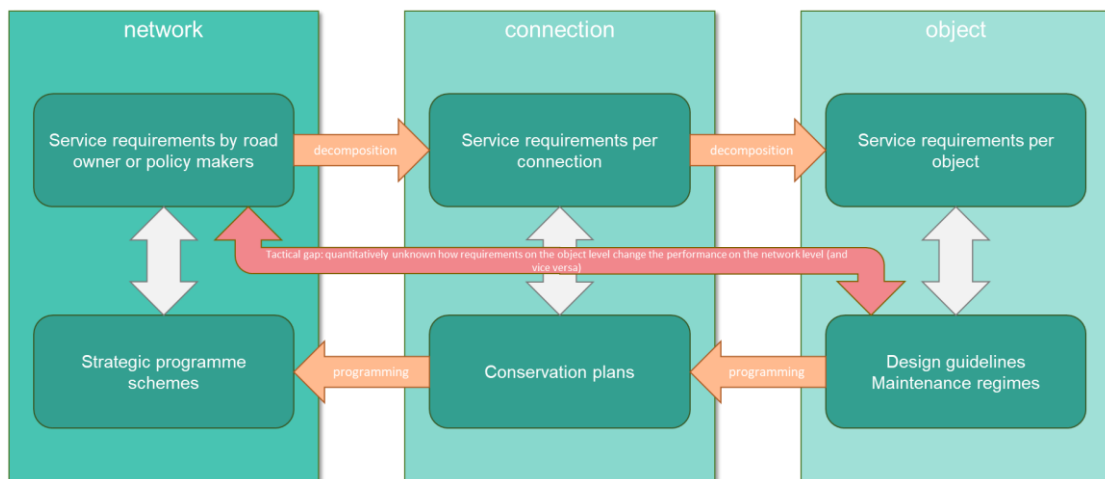 network
connection
object
Service requirements by road
owner or policy makers
decomposition
Service requirements per
connection
decomposition
Service requirements per
object
Tactical gap: quantitatively unknown how requirements on the object level change the performance on the network level (and
vice versa)
Strategic programme
schemes
programming
Conservation plans
programming
Design guidelines
Maintenance regimes